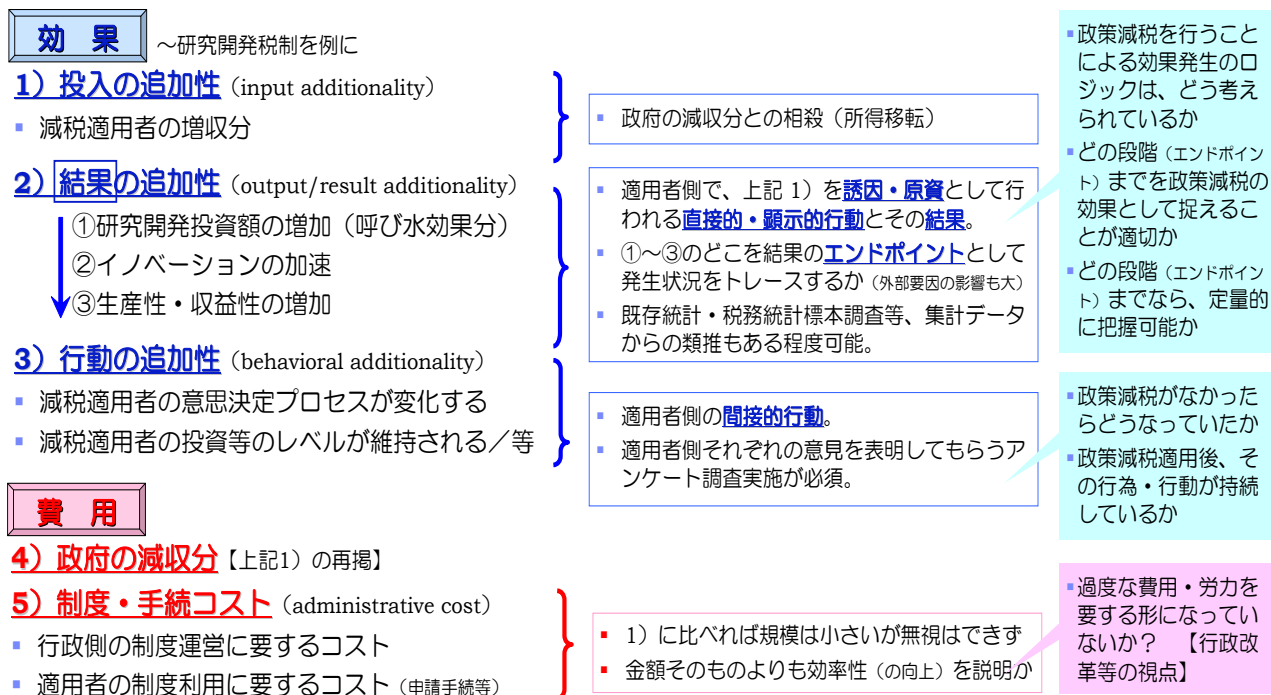 効 果
～研究開発税制を例に
1）投入の追加性（input additionality）
▪ 減税適用者の増収分
▪ 政府の減収分との相殺（所得移転）
2）結果の追加性（output/result additionality）
①研究開発投資額の増加（呼び水効果分）
②イノベーションの加速
③生産性・収益性の増加
▪ 適用者側で、上記 1）を誘因・原資として行
われる直接的・顕示的行動とその結果。
▪ ①～③のどこを結果のエンドポイントとして
発生状況をトレースするか（外部要因の影響も大）
▪ 既存統計・税務統計標本調査等、集計データ
からの類推もある程度可能。
▪政策減税を行うこと
による効果発生のロ
ジックは、どう考え
られているか
▪どの段階（エンドポイン
ト）までを政策減税の
効果として捉えるこ
とが適切か
▪どの段階（エンドポイン
ト）までなら、定量的
に把握可能か
3）行動の追加性（behavioral additionality）
▪ 減税適用者の意思決定プロセスが変化する
▪ 減税適用者の投資等のレベルが維持される／等
▪ 適用者側の間接的行動。
▪ 適用者側それぞれの意見を表明してもらうア
ンケート調査実施が必須。
▪政策減税がなかった
らどうなっていたか
▪政策減税適用後、そ
の行為・行動が持続
しているか
費 用
4）政府の減収分【上記1）の再掲】
5）制度・手続コスト（administrative cost）
▪ 行政側の制度運営に要するコスト
▪ 適用者の制度利用に要するコスト（申請手続等）
▪ 1）に比べれば規模は小さいが無視はできず
▪ 金額そのものよりも効率性（の向上）を説明か
▪過度な費用・労力を
要する形になってい
ないか？ 【行政改
革等の視点】